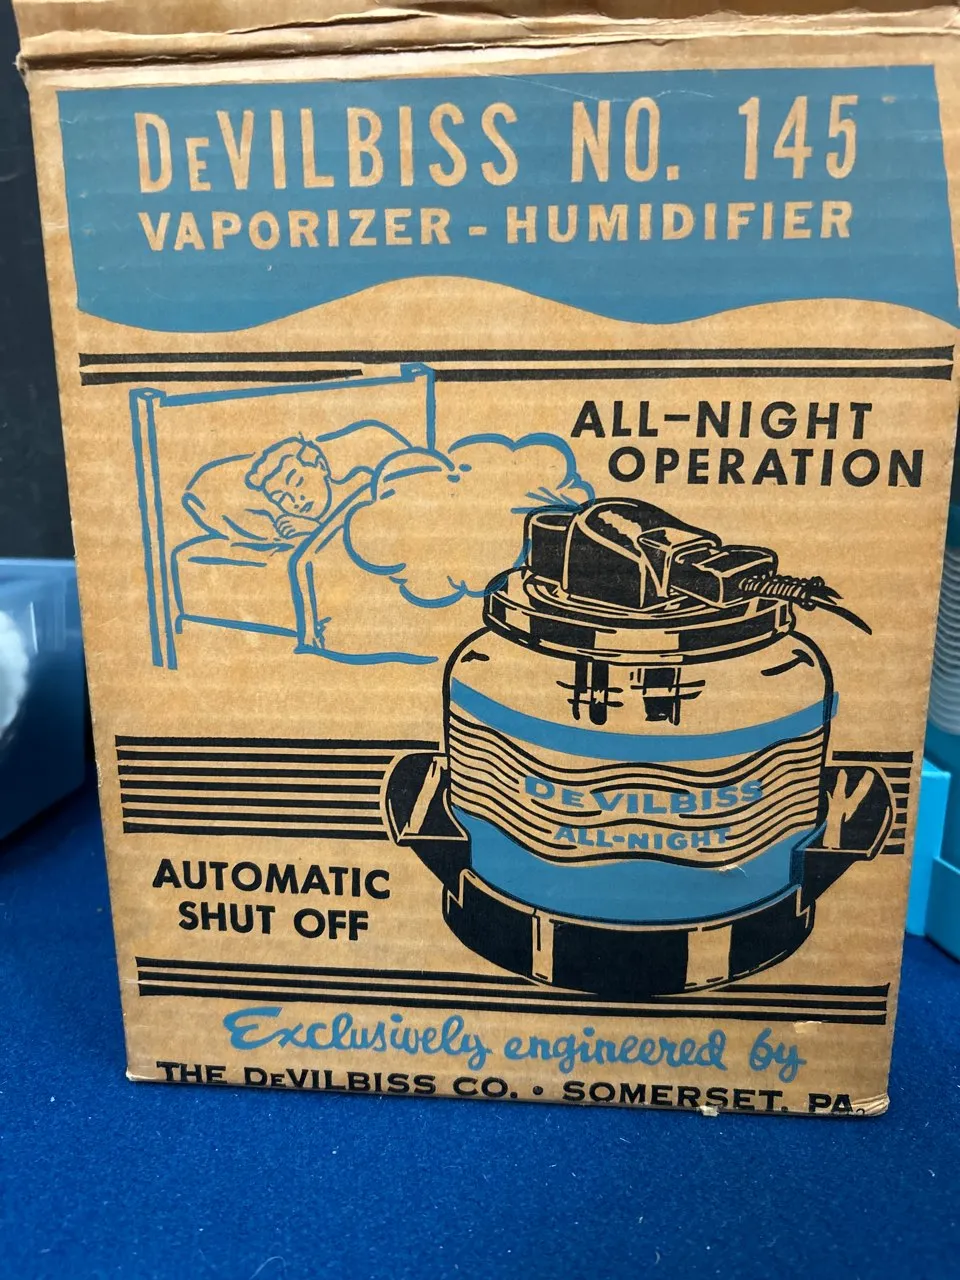 DeVILBISS NO. 145
VAPORIZER - HUMIDIFIER
ALL-NIGHT
OPERATION
DEVILBISS
ALL-NIGHT
AUTOMATIC
SHUT OFF
Exclusively engineered by
THE DeVILBISS CO. • SOMERSET, PA.